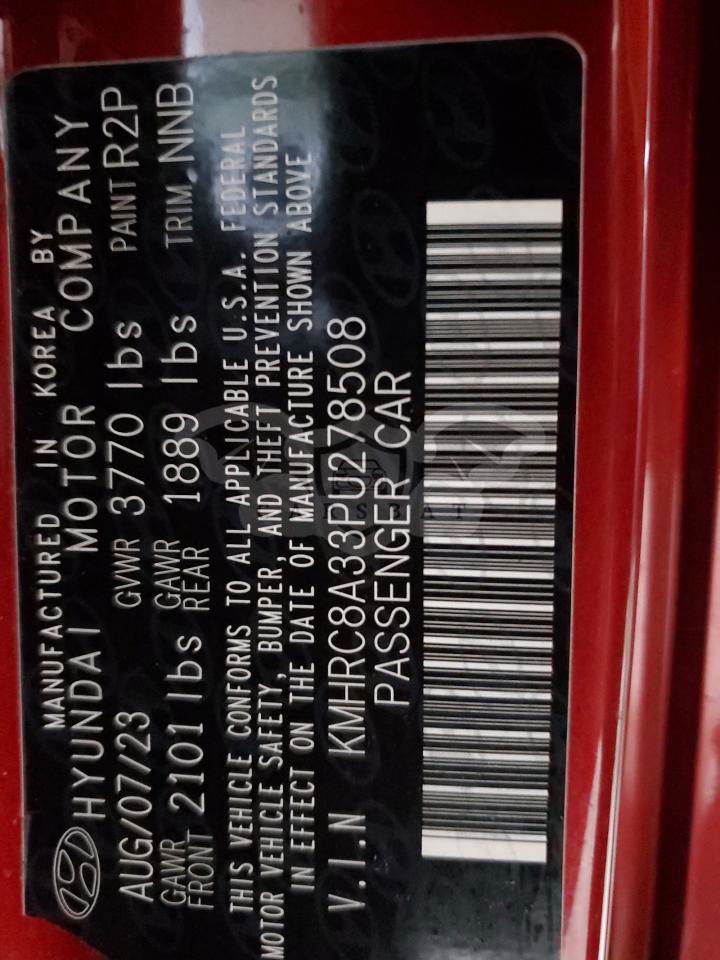 MANUFACTURED IN KOREA BY
HYUNDAI MOTOR COMPANY
AUG/07/23 GVWR 3770 lbs PAINT R2P
GAWR FRONT 2101 lbs GAWR REAR 1889 lbs TRIM NNB
THIS VEHICLE CONFORMS TO ALL APPLICABLE U.S.A. FEDERAL
MOTOR VEHICLE SAFETY, BUMPER, AND THEFT PREVENTION STANDARDS
IN EFFECT ON THE DATE OF MANUFACTURE SHOWN ABOVE
V.I.N KMHRC8A33PU278508
PASSENGER CAR